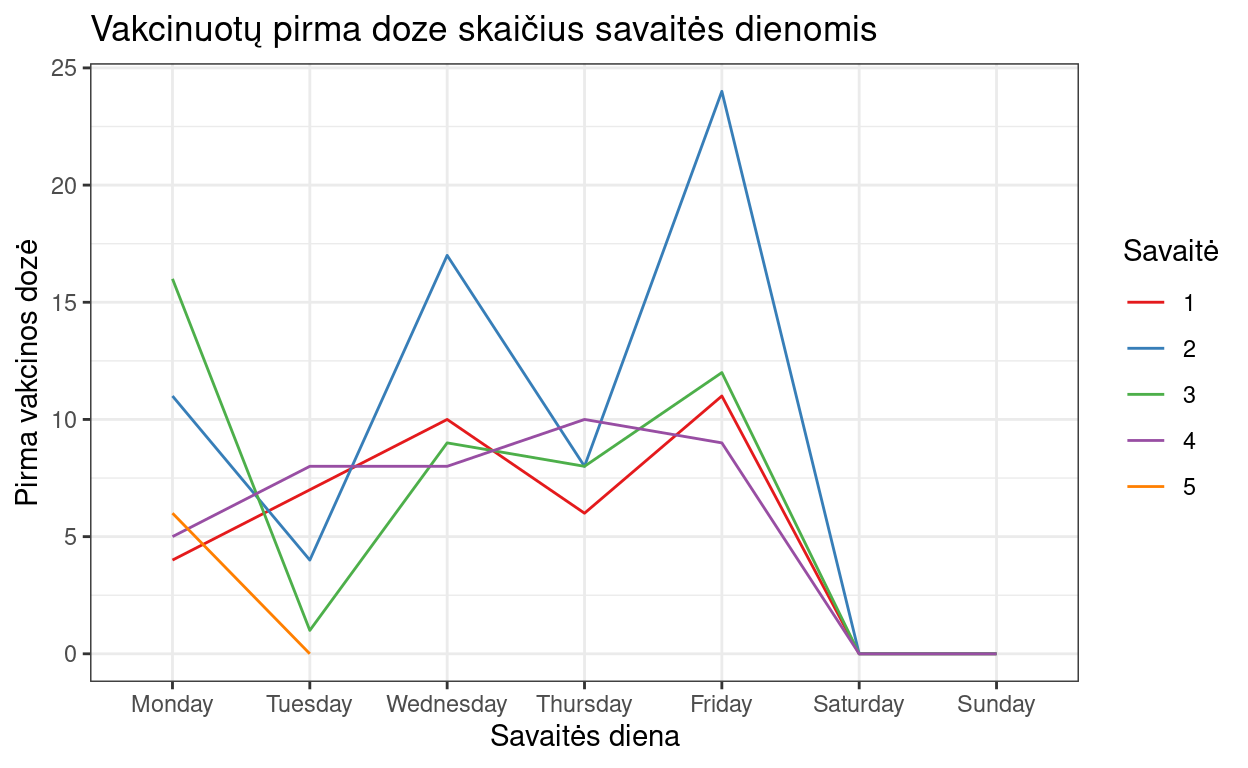 Vakcinuotų pirma doze skaičius savaitės dienomis
Pirma vakcinos dozė
25
20
15
10
5
0
Monday Tuesday Wednesday Thursday Friday Saturday Sunday
Savaitės diena
Savaitė
1
2
3
4
5